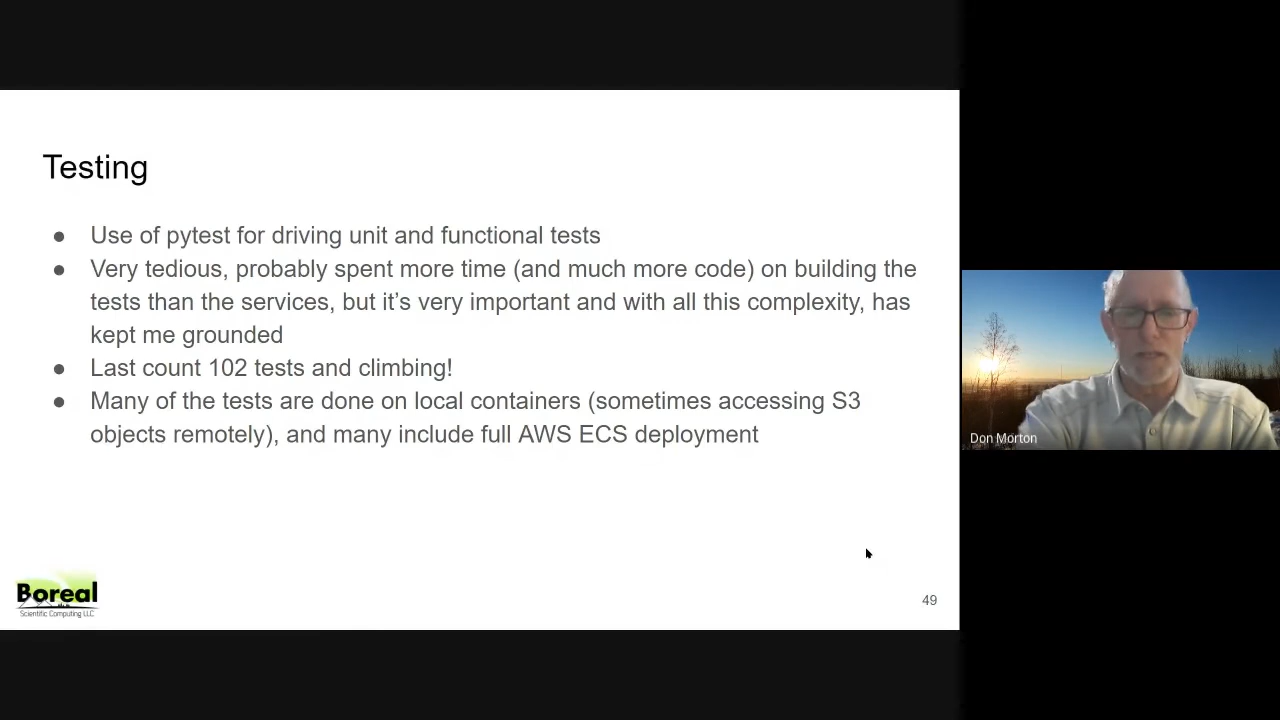 Testing
● Use of pytest for driving unit and functional tests
● Very tedious, probably spent more time (and much more code) on building the
tests than the services, but it’s very important and with all this complexity, has
kept me grounded
● Last count 102 tests and climbing!
● Many of the tests are done on local containers (sometimes accessing S3
objects remotely), and many include full AWS ECS deployment
Don Morton
Boreal
Scientific Computing LLC
49